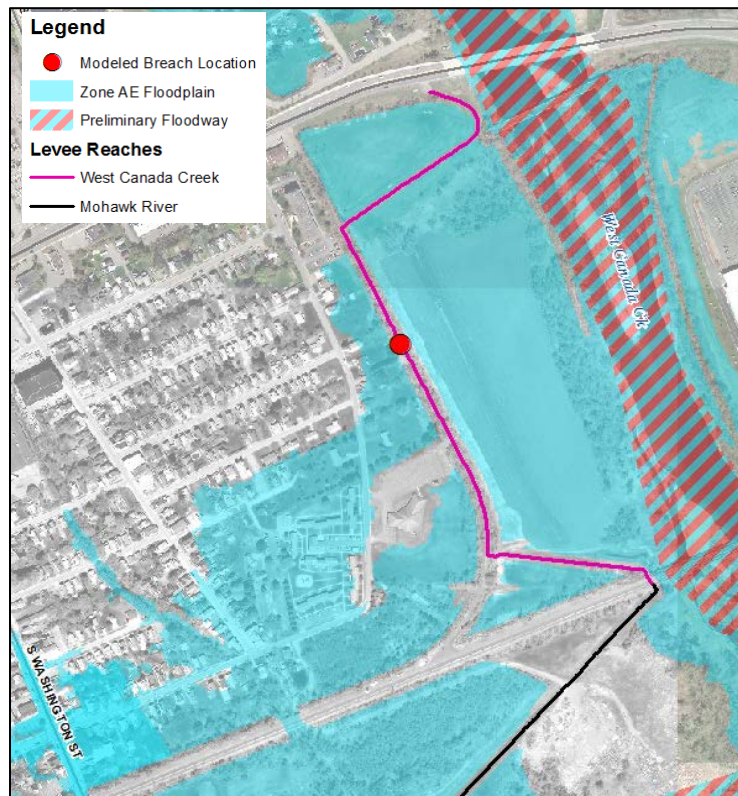 Legend
Modeled Breach Location
Zone AE Floodplain
Preliminary Floodway
Levee Reaches
West Canada Creek
Mohawk River
West Canada Ck
S WASHINGTON ST